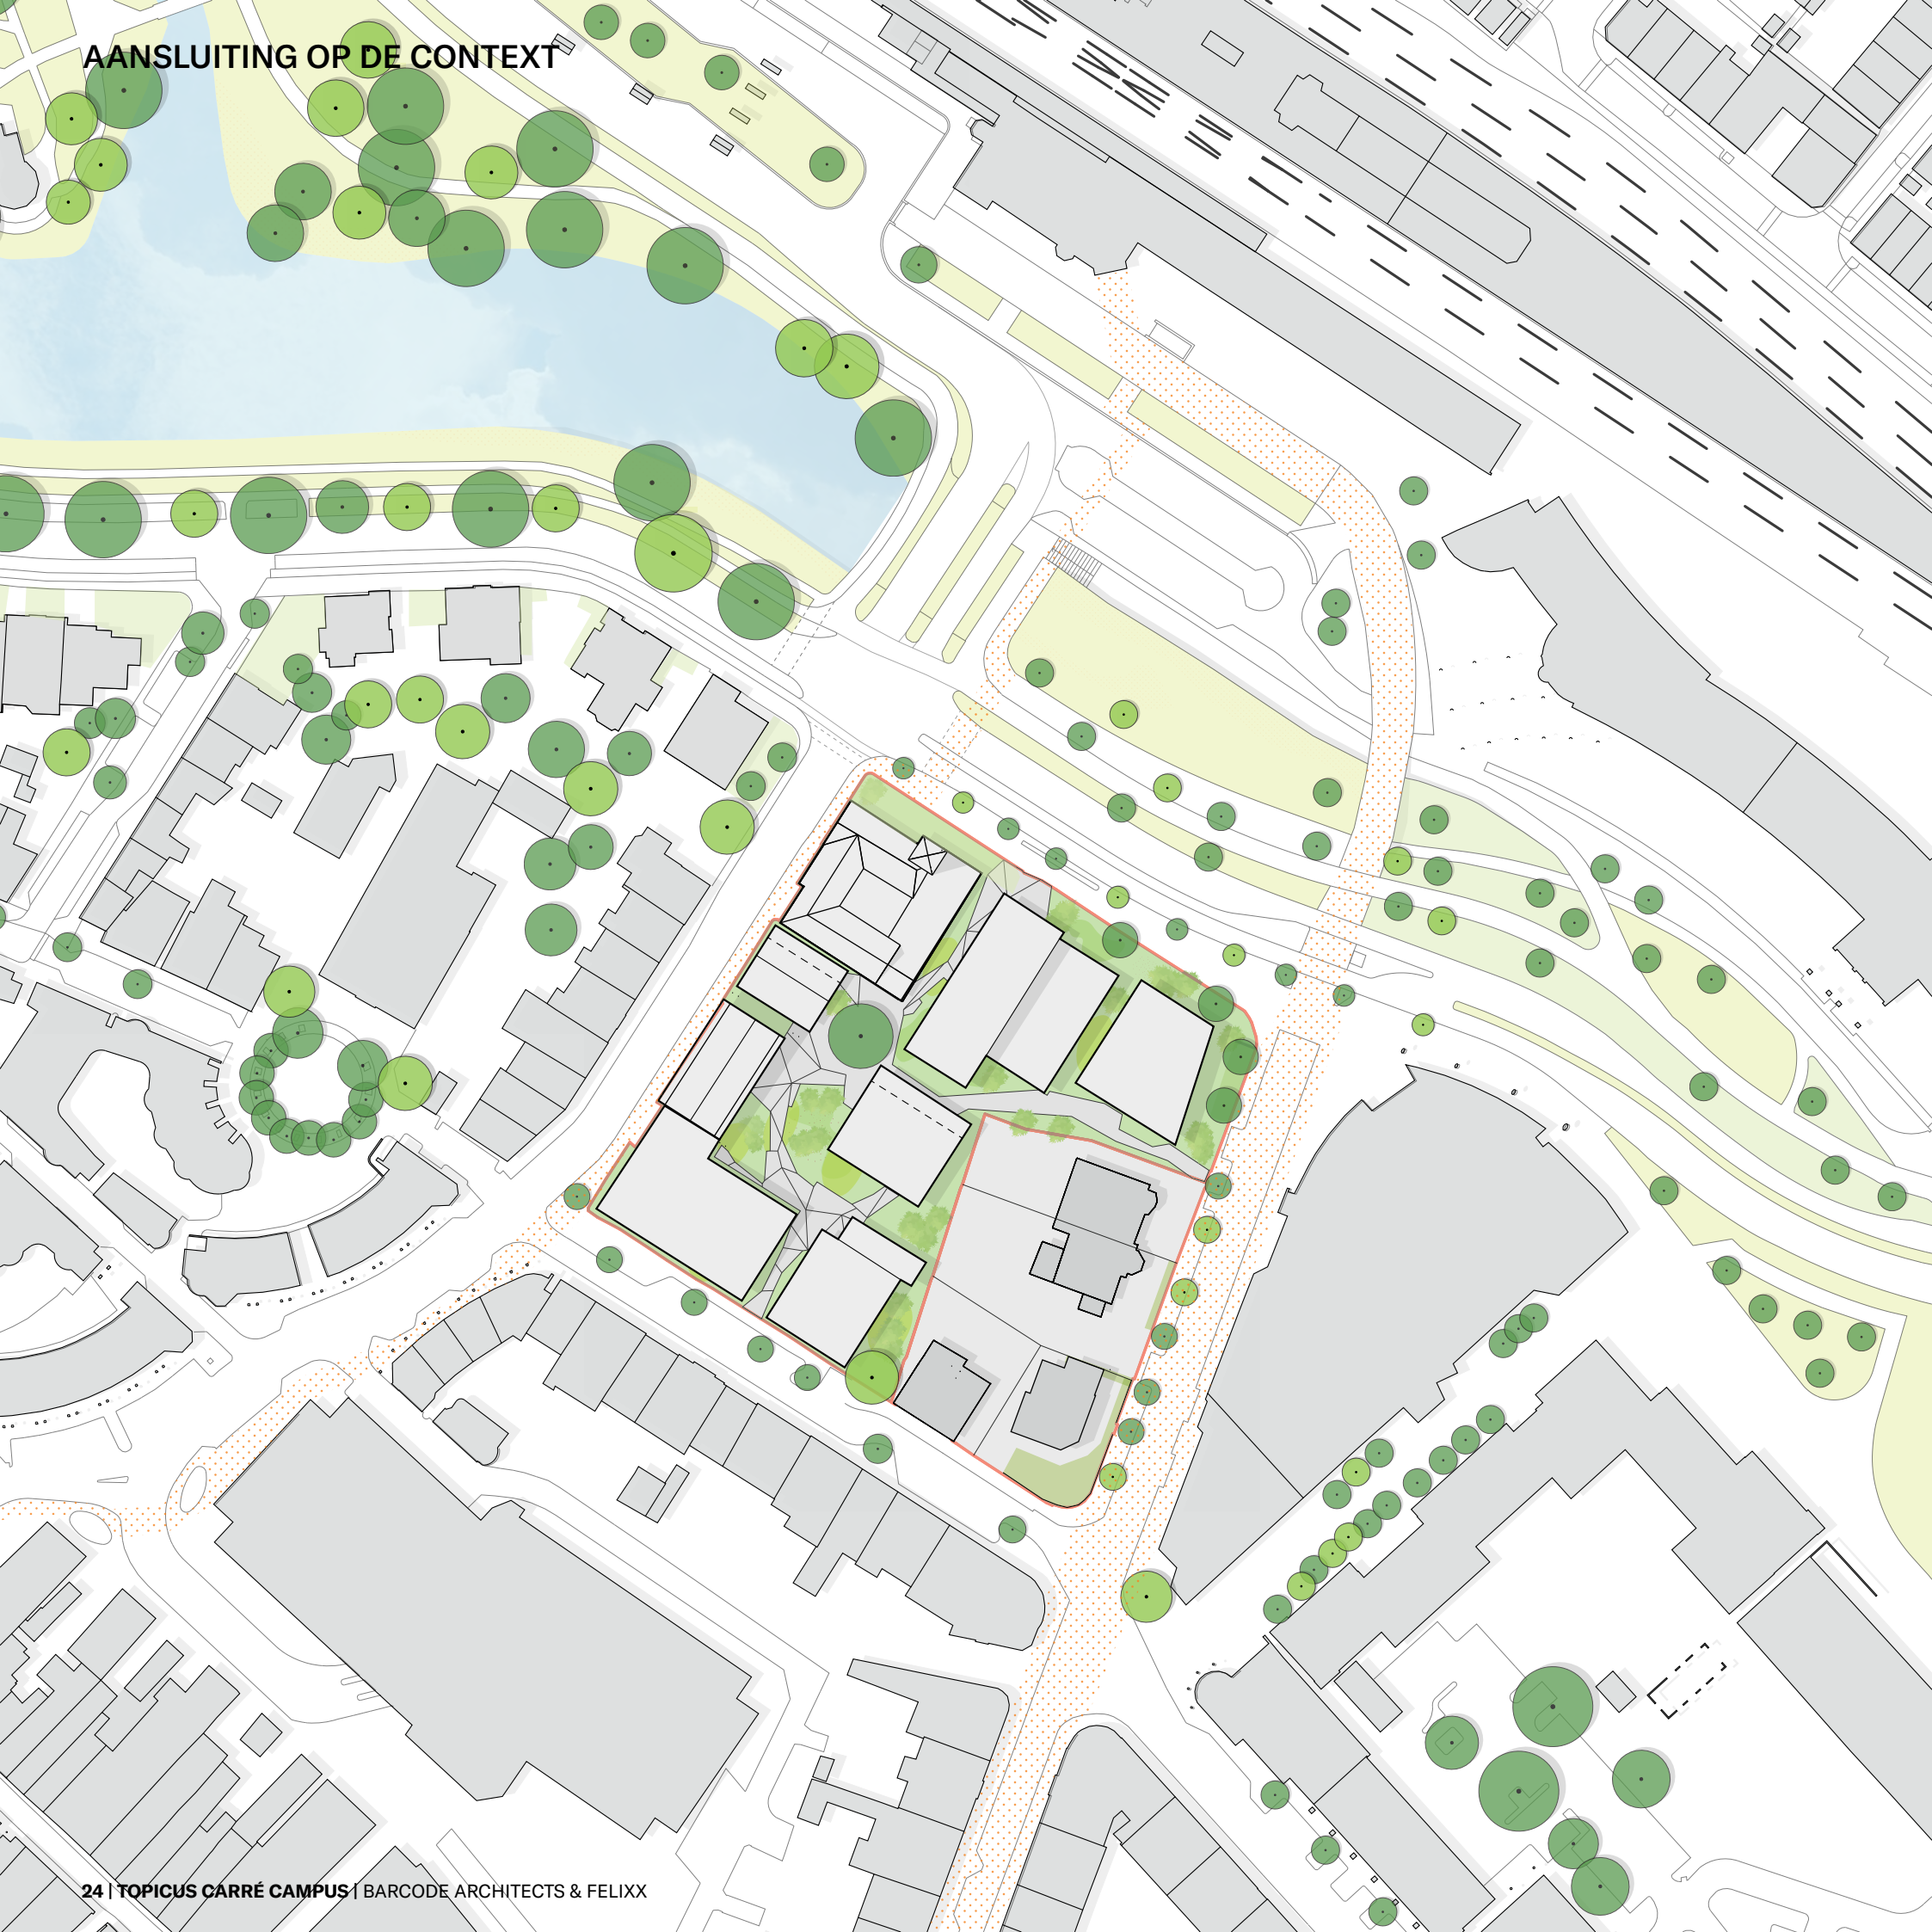 AANSLUITING OP DE CONTEXT
24 | TOPICUS CARRÉ CAMPUS | BARCODE ARCHITECTS & FELIXX